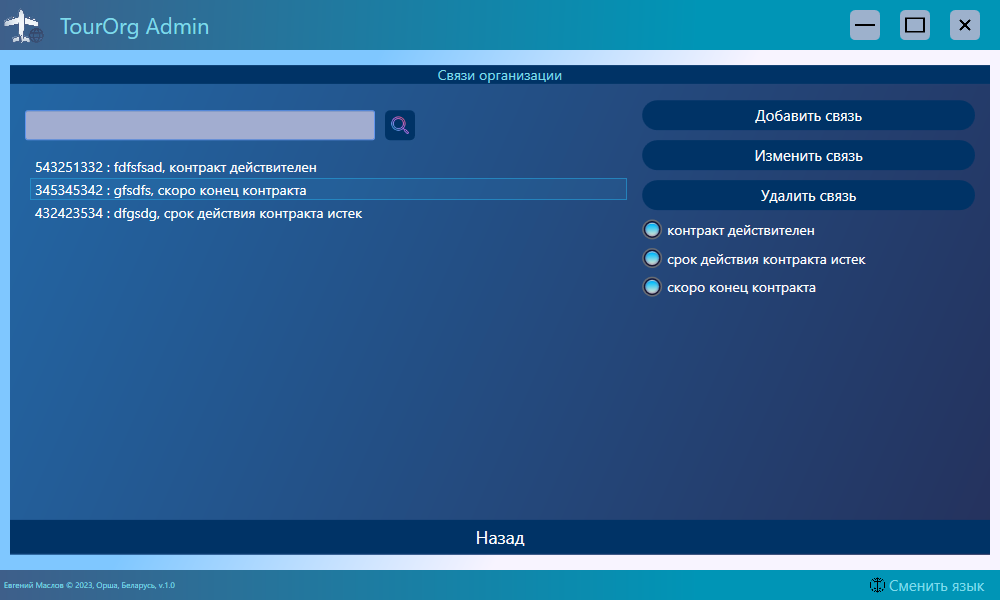 TourOrg Admin
Связи организации
543251332 : fdfsfsad, контракт действителен
345345342 : gfsdfs, скоро конец контракта
432423534 : dfgsdg, срок действия контракта истек
Добавить связь
Изменить связь
Удалить связь
контракт действителен
срок действия контракта истек
скоро конец контракта
Назад
Евгений Маслов © 2023, Орша, Беларусь, v.1.0
Сменить язык